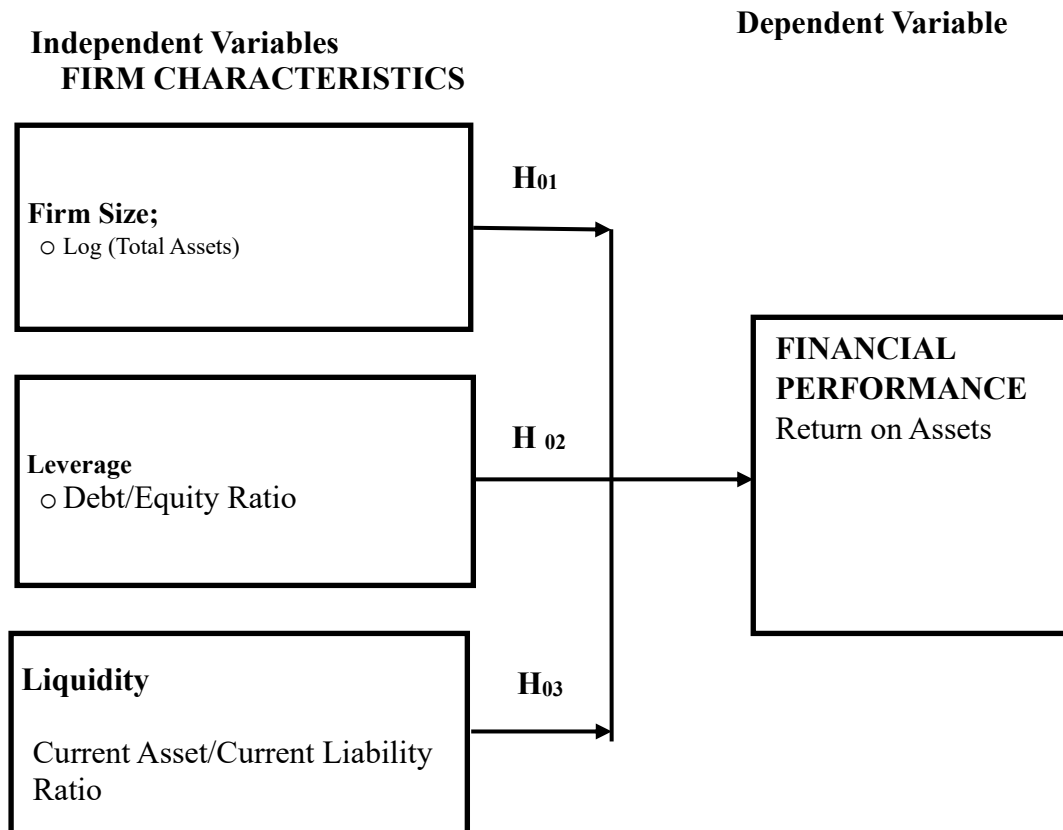 Independent Variables
FIRM CHARACTERISTICS
Dependent Variable
Firm Size;
○ Log (Total Assets)
H01
Leverage
○ Debt/Equity Ratio
H 02
Liquidity
Current Asset/Current Liability
Ratio
H03
FINANCIAL
PERFORMANCE
Return on Assets